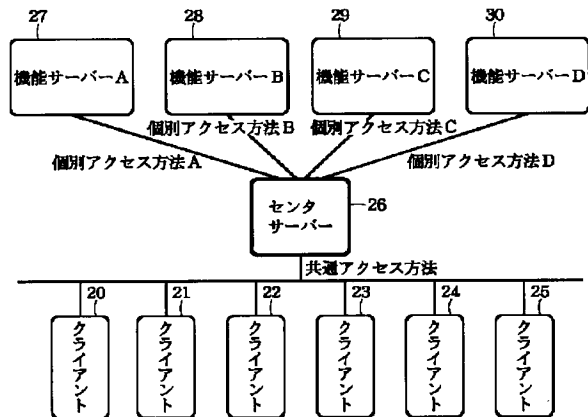 27
28
29
30
機能サーバーA
機能サーバーB
機能サーバーC
機能サーバーD
個別アクセス方法B
個別アクセス方法C
個別アクセス方法A
個別アクセス方法D
センタ
サーバー
26
共通アクセス方法
20
21
22
23
24
25
クライアント
クライアント
クライアント
クライアント
クライアント
クライアント